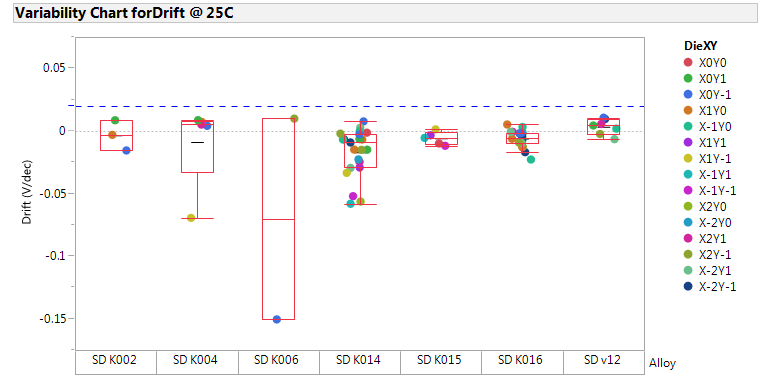 Variability Chart forDrift @ 25C
Drift (V/dec)
0.05
0
-0.05
-0.1
-0.15
SD K002 SD K004 SD K006 SD K014 SD K015 SD K016 SD v12
Alloy
DieXY
X0Y0
X0Y1
X0Y-1
X1Y0
X-1Y0
X1Y1
X1Y-1
X-1Y1
X-1Y-1
X2Y0
X-2Y0
X2Y1
X2Y-1
X-2Y1
X-2Y-1